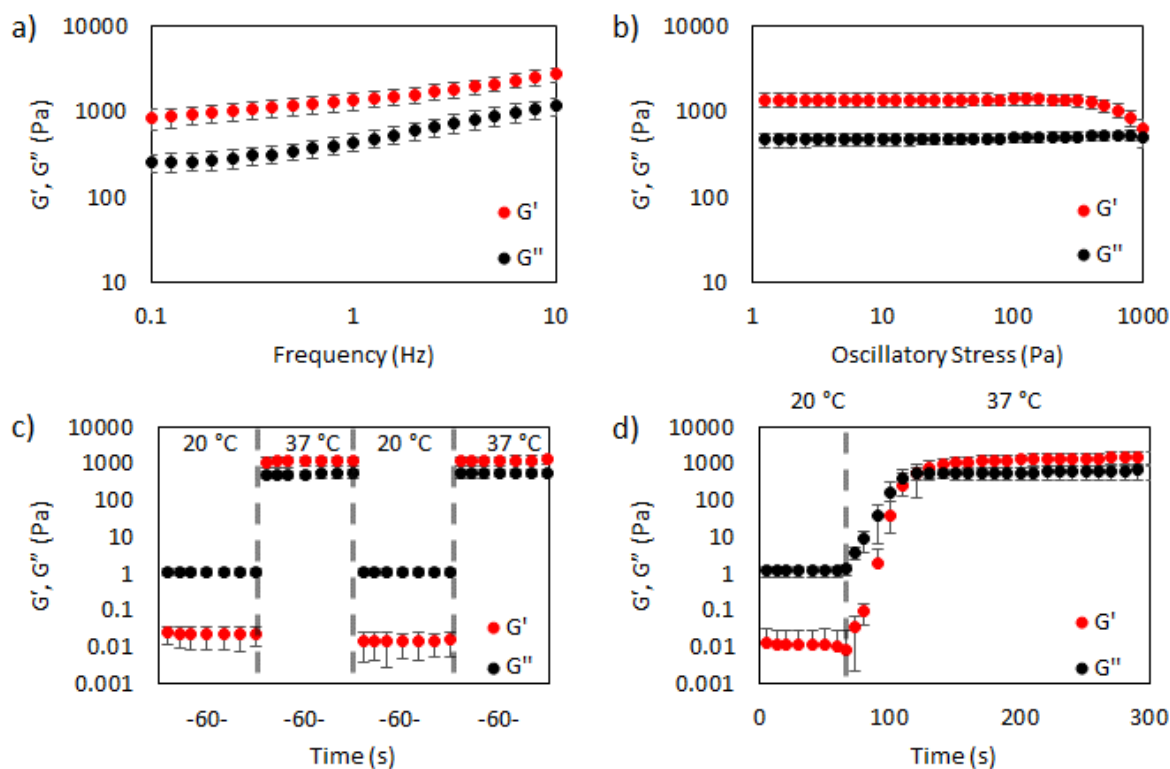 a)
10000
1000
100
10
G', G" (Pa)
G'
G"
0.1 1 10
Frequency (Hz)
b)
10000
1000
100
10
G', G" (Pa)
G'
G"
1 10 100 1000
Oscillatory Stress (Pa)
c)
10000
1000
100
10
1
0.1
0.01
0.001
G', G" (Pa)
20 °C 37 °C 20 °C 37 °C
G'
G"
-60- -60- -60- -60-
Time (s)
d)
20 °C 37 °C
10000
1000
100
10
1
0.1
0.01
0.001
G', G" (Pa)
G'
G"
0 100 200 300
Time (s)